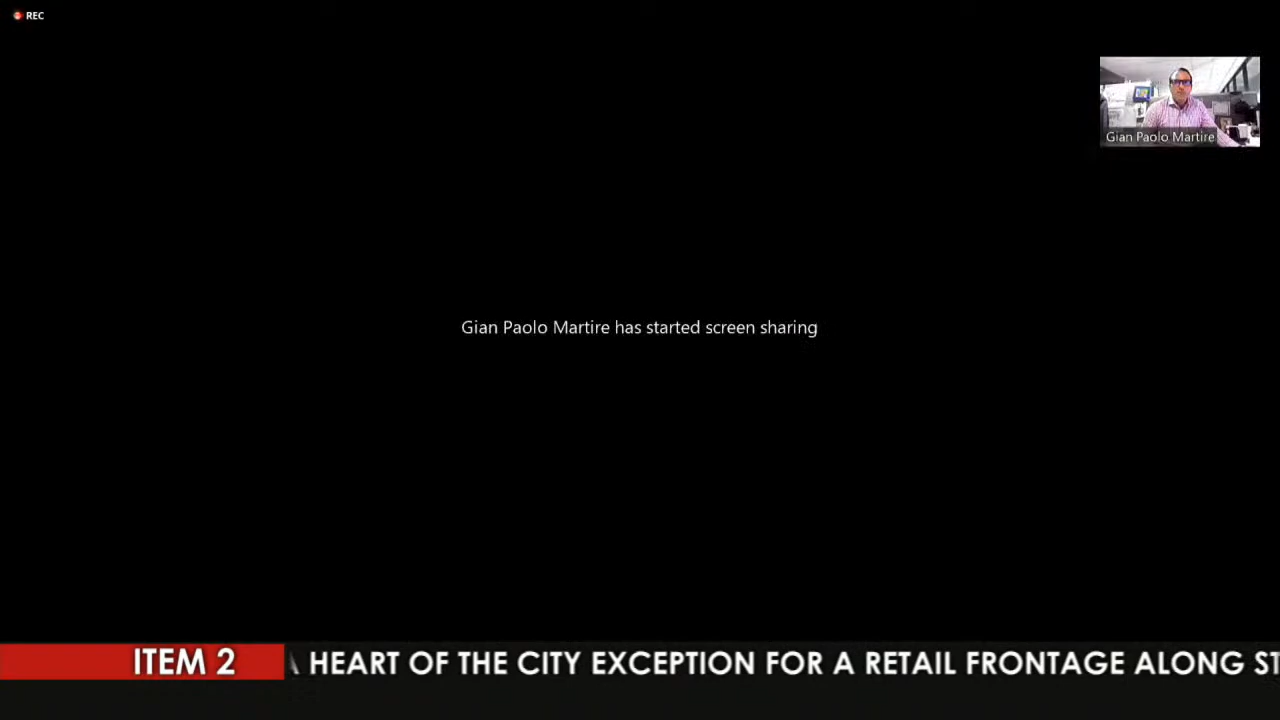 REC
Gian Paolo Martire
Gian Paolo Martire has started screen sharing
ITEM 2
HEART OF THE CITY EXCEPTION FOR A RETAIL FRONTAGE ALONG ST